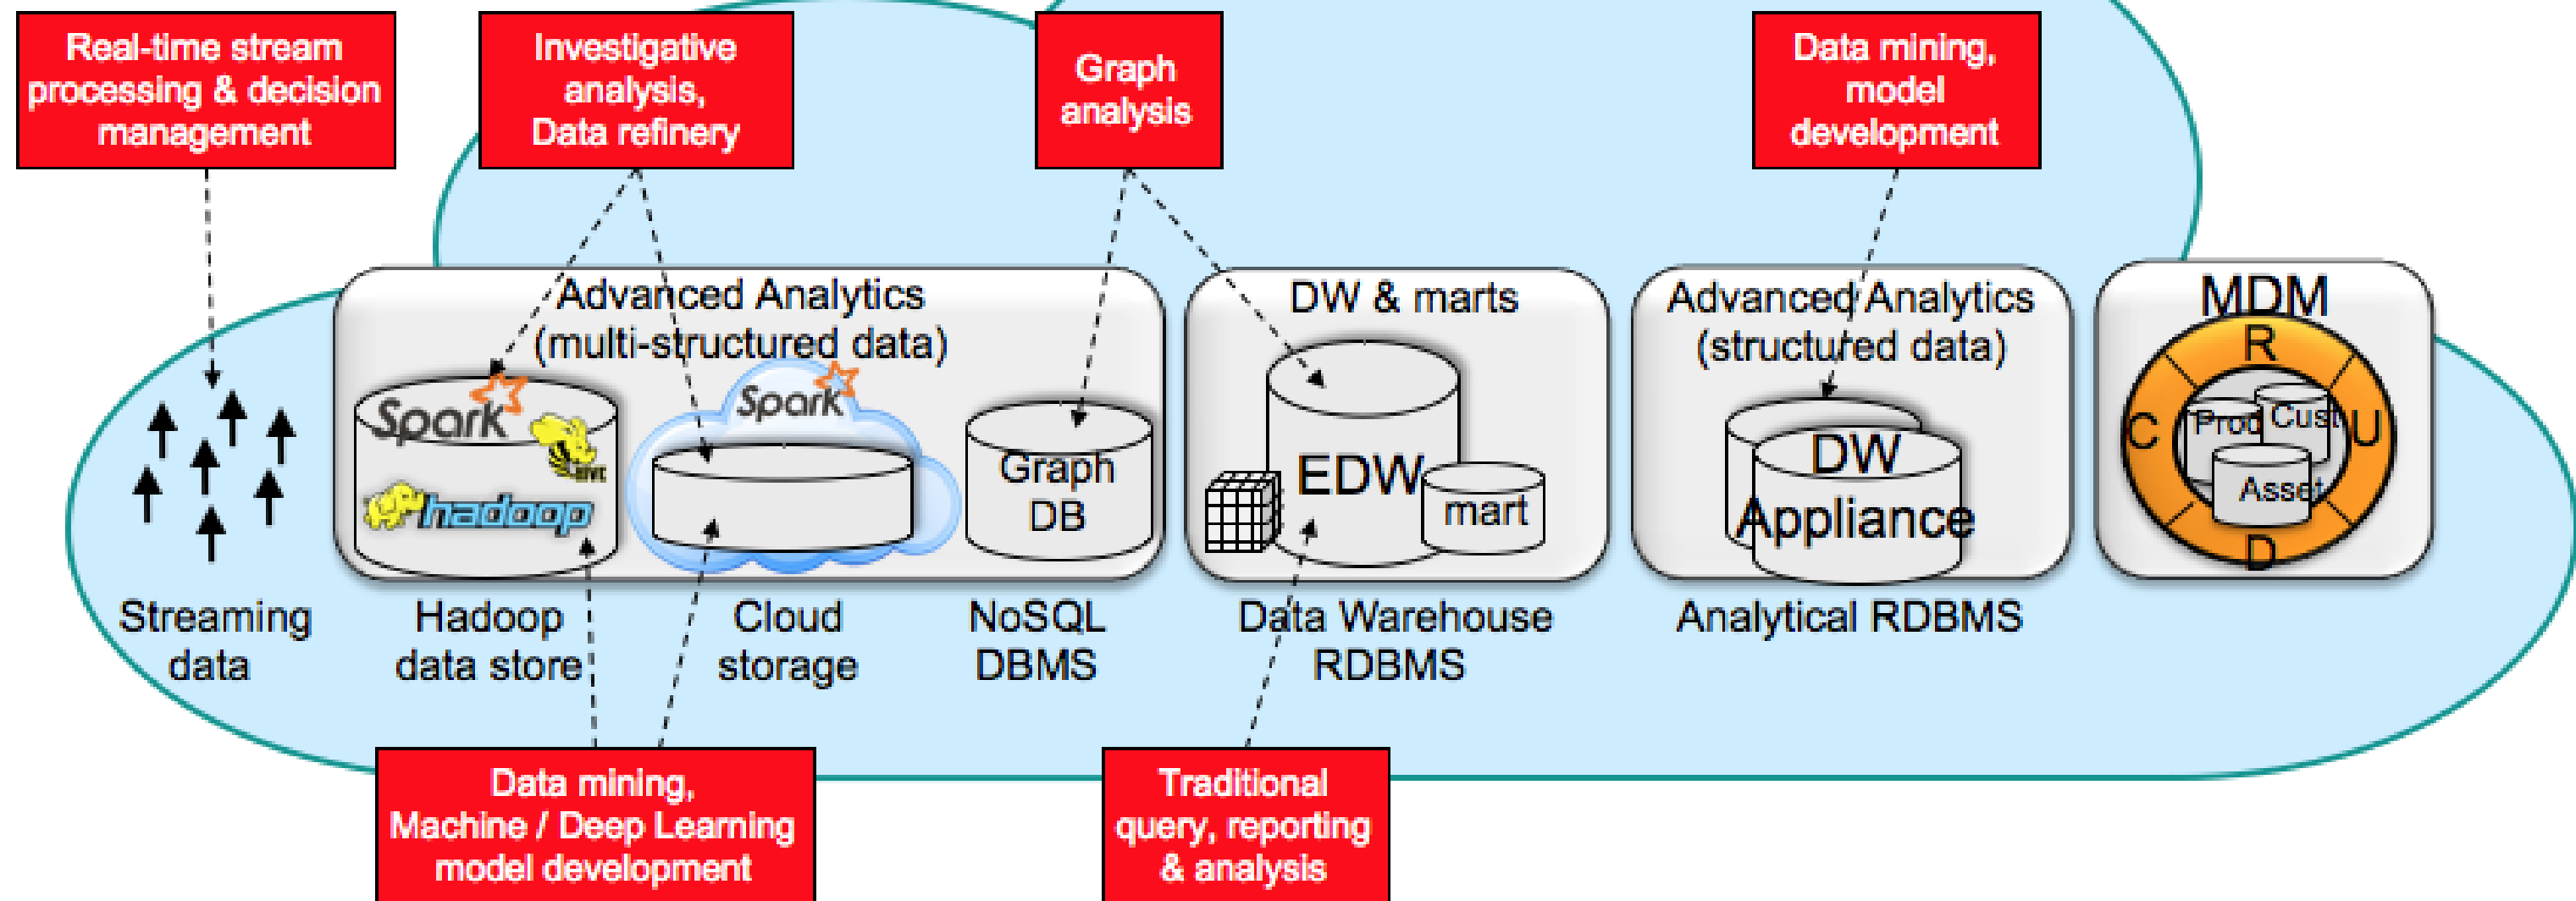 Real-time stream
processing & decision
management
Investigative
analysis,
Data refinery
Graph
analysis
Data mining,
model
development
Advanced Analytics
(multi-structured data)
DW & marts
Advanced Analytics
(structured data)
MDM
Spark
HIVE
hadoop
Spark
Graph
DB
EDW
mart
DW
Appliance
R
C
U
D
Prod
Cust
Asset
Streaming
data
Hadoop
data store
Cloud
storage
NoSQL
DBMS
Data Warehouse
RDBMS
Analytical RDBMS
Data mining,
Machine / Deep Learning
model development
Traditional
query, reporting
& analysis